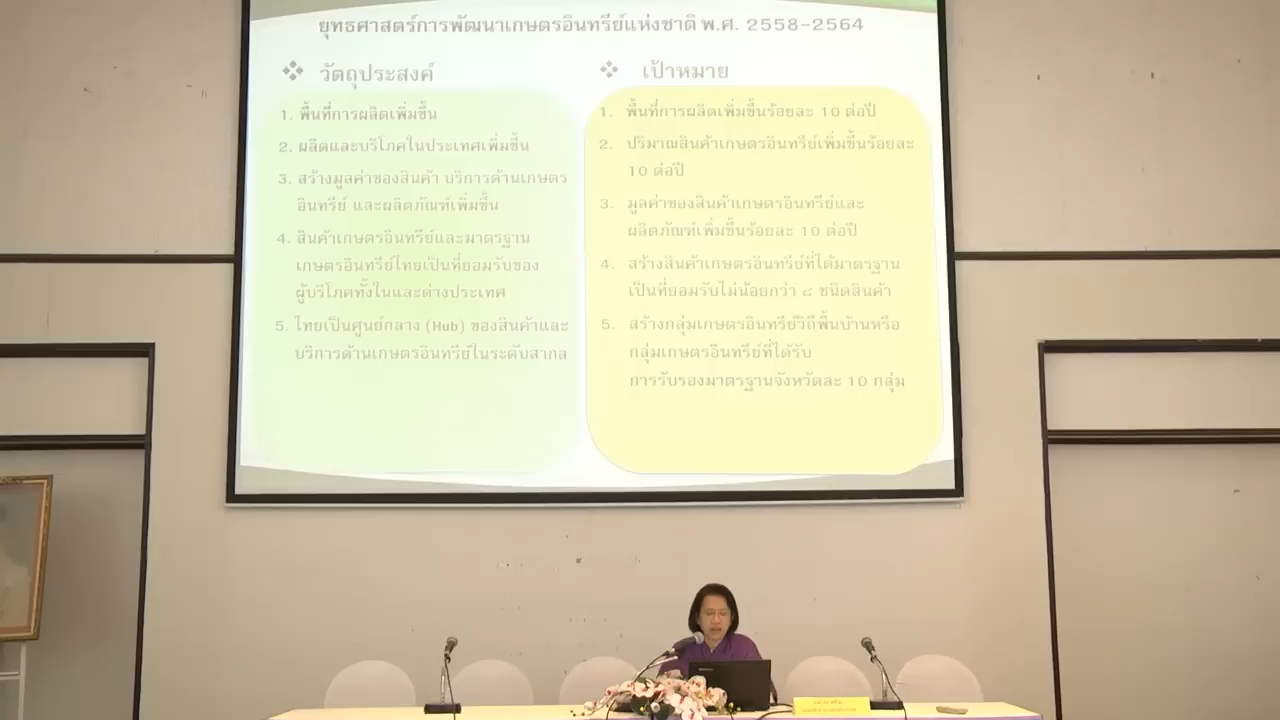 ยุทธศาสตร์การพัฒนาเกษตรอินทรีย์แห่งชาติ พ.ศ. 2558-2564
❖ วัตถุประสงค์
1. พื้นที่การผลิตเพิ่มขึ้น
2. ผลิตและบริโภคในประเทศเพิ่มขึ้น
3. สร้างมูลค่าของสินค้า บริการด้านเกษตร
อินทรีย์ และผลิตภัณฑ์เพิ่มขึ้น
4. สินค้าเกษตรอินทรีย์และมาตรฐาน
เกษตรอินทรีย์ไทยเป็นที่ยอมรับของ
ผู้บริโภคทั้งในและต่างประเทศ
5. ไทยเป็นศูนย์กลาง (Hub) ของสินค้าและ
บริการด้านเกษตรอินทรีย์ในระดับสากล
❖ เป้าหมาย
1. พื้นที่การผลิตเพิ่มขึ้นร้อยละ 10 ต่อปี
2. ปริมาณสินค้าเกษตรอินทรีย์เพิ่มขึ้นร้อยละ
10 ต่อปี
3. มูลค่าของสินค้าเกษตรอินทรีย์และ
ผลิตภัณฑ์เพิ่มขึ้นร้อยละ 10 ต่อปี
4. สร้างสินค้าเกษตรอินทรีย์ที่ได้มาตรฐาน
เป็นที่ยอมรับไม่น้อยกว่า ๘ ชนิดสินค้า
5. สร้างกลุ่มเกษตรอินทรีย์วิถีพื้นบ้านหรือ
กลุ่มเกษตรอินทรีย์ที่ได้รับ
การรับรองมาตรฐานจังหวัดละ 10 กลุ่ม